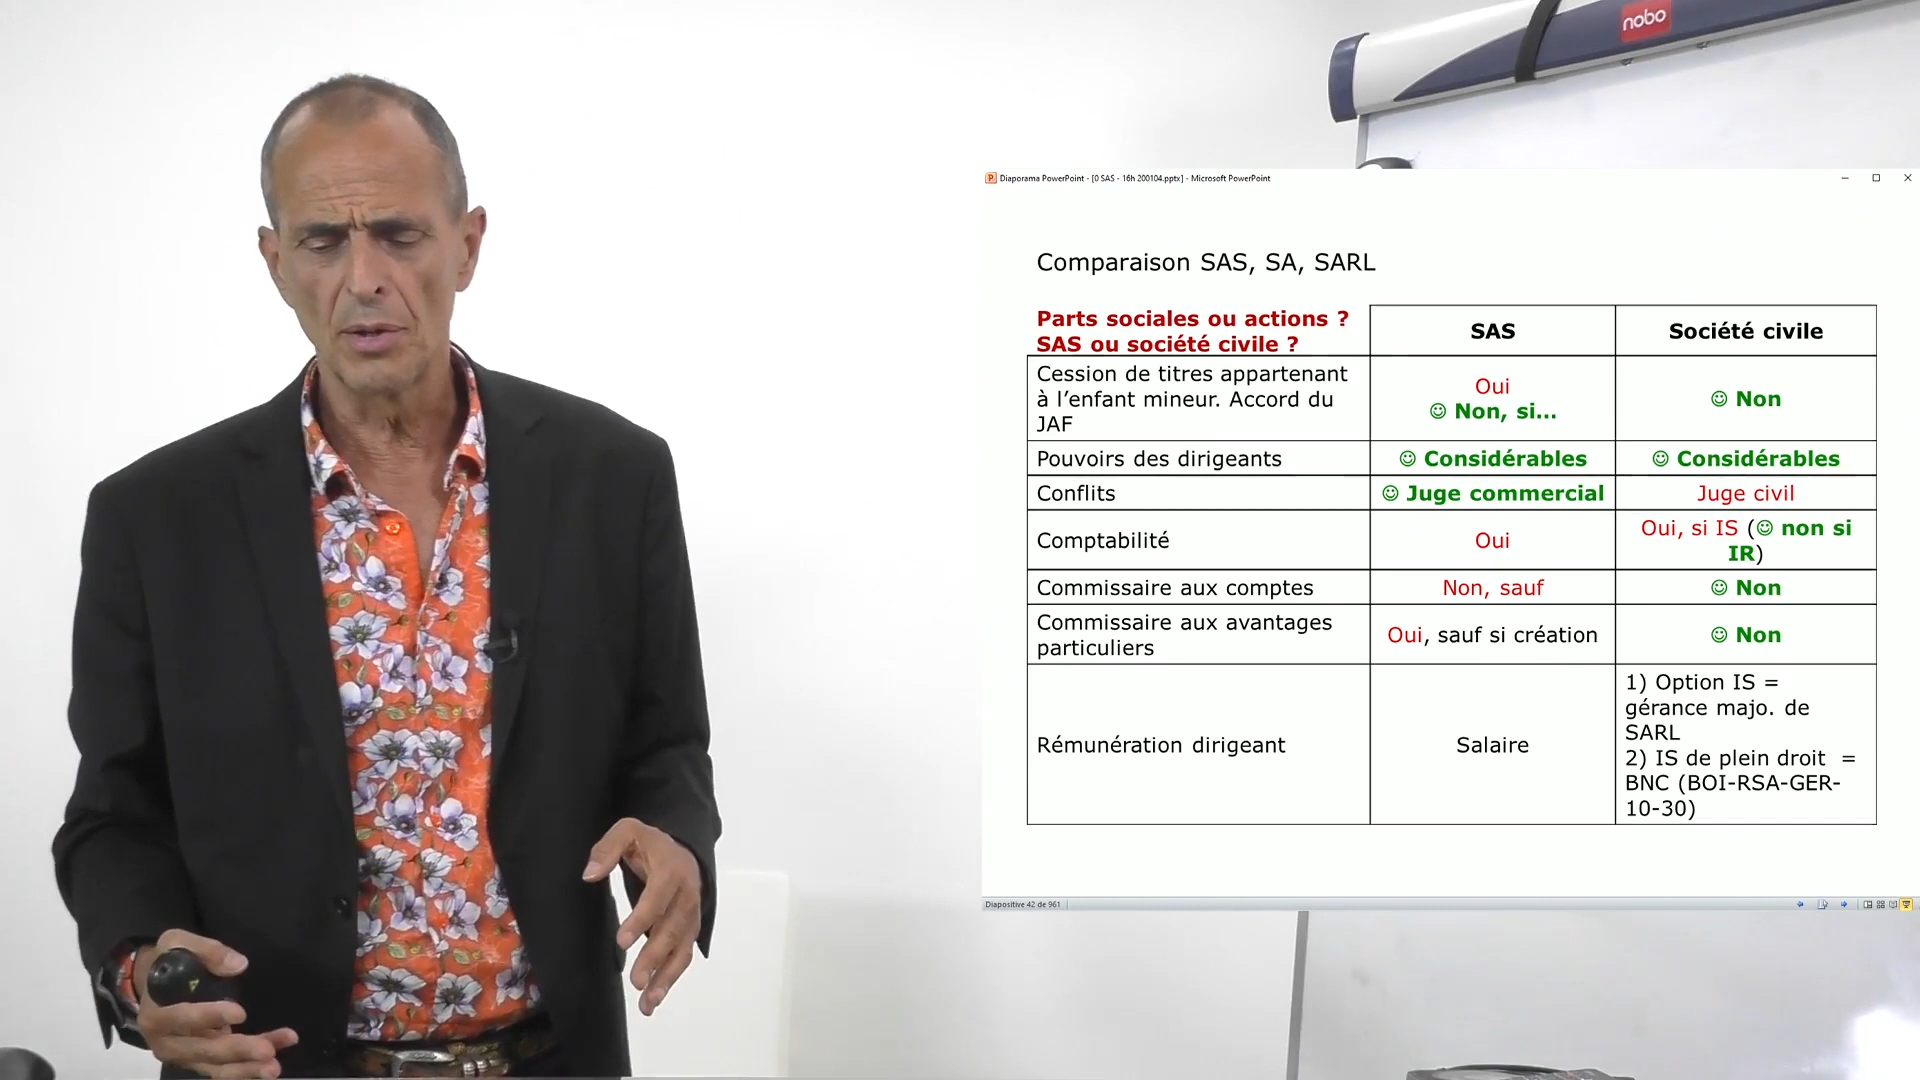 nobo
Diaporama PowerPoint - [0 SAS - 16h 200104.pptx] - Microsoft PowerPoint
Comparaison SAS, SA, SARL
Parts sociales ou actions ?
SAS ou société civile ?
SAS
Société civile
Cession de titres appartenant
à l’enfant mineur. Accord du
JAF
Oui
☺ Non, si...
☺ Non
Pouvoirs des dirigeants
☺ Considérables
☺ Considérables
Conflits
☺ Juge commercial
Juge civil
Comptabilité
Oui
Oui, si IS (☺ non si
IR)
Commissaire aux comptes
Non, sauf
☺ Non
Commissaire aux avantages
particuliers
Oui, sauf si création
☺ Non
Rémunération dirigeant
Salaire
1) Option IS =
gérance majo. de
SARL
2) IS de plein droit =
BNC (BOI-RSA-GER-
10-30)
Diapositive 42 de 961